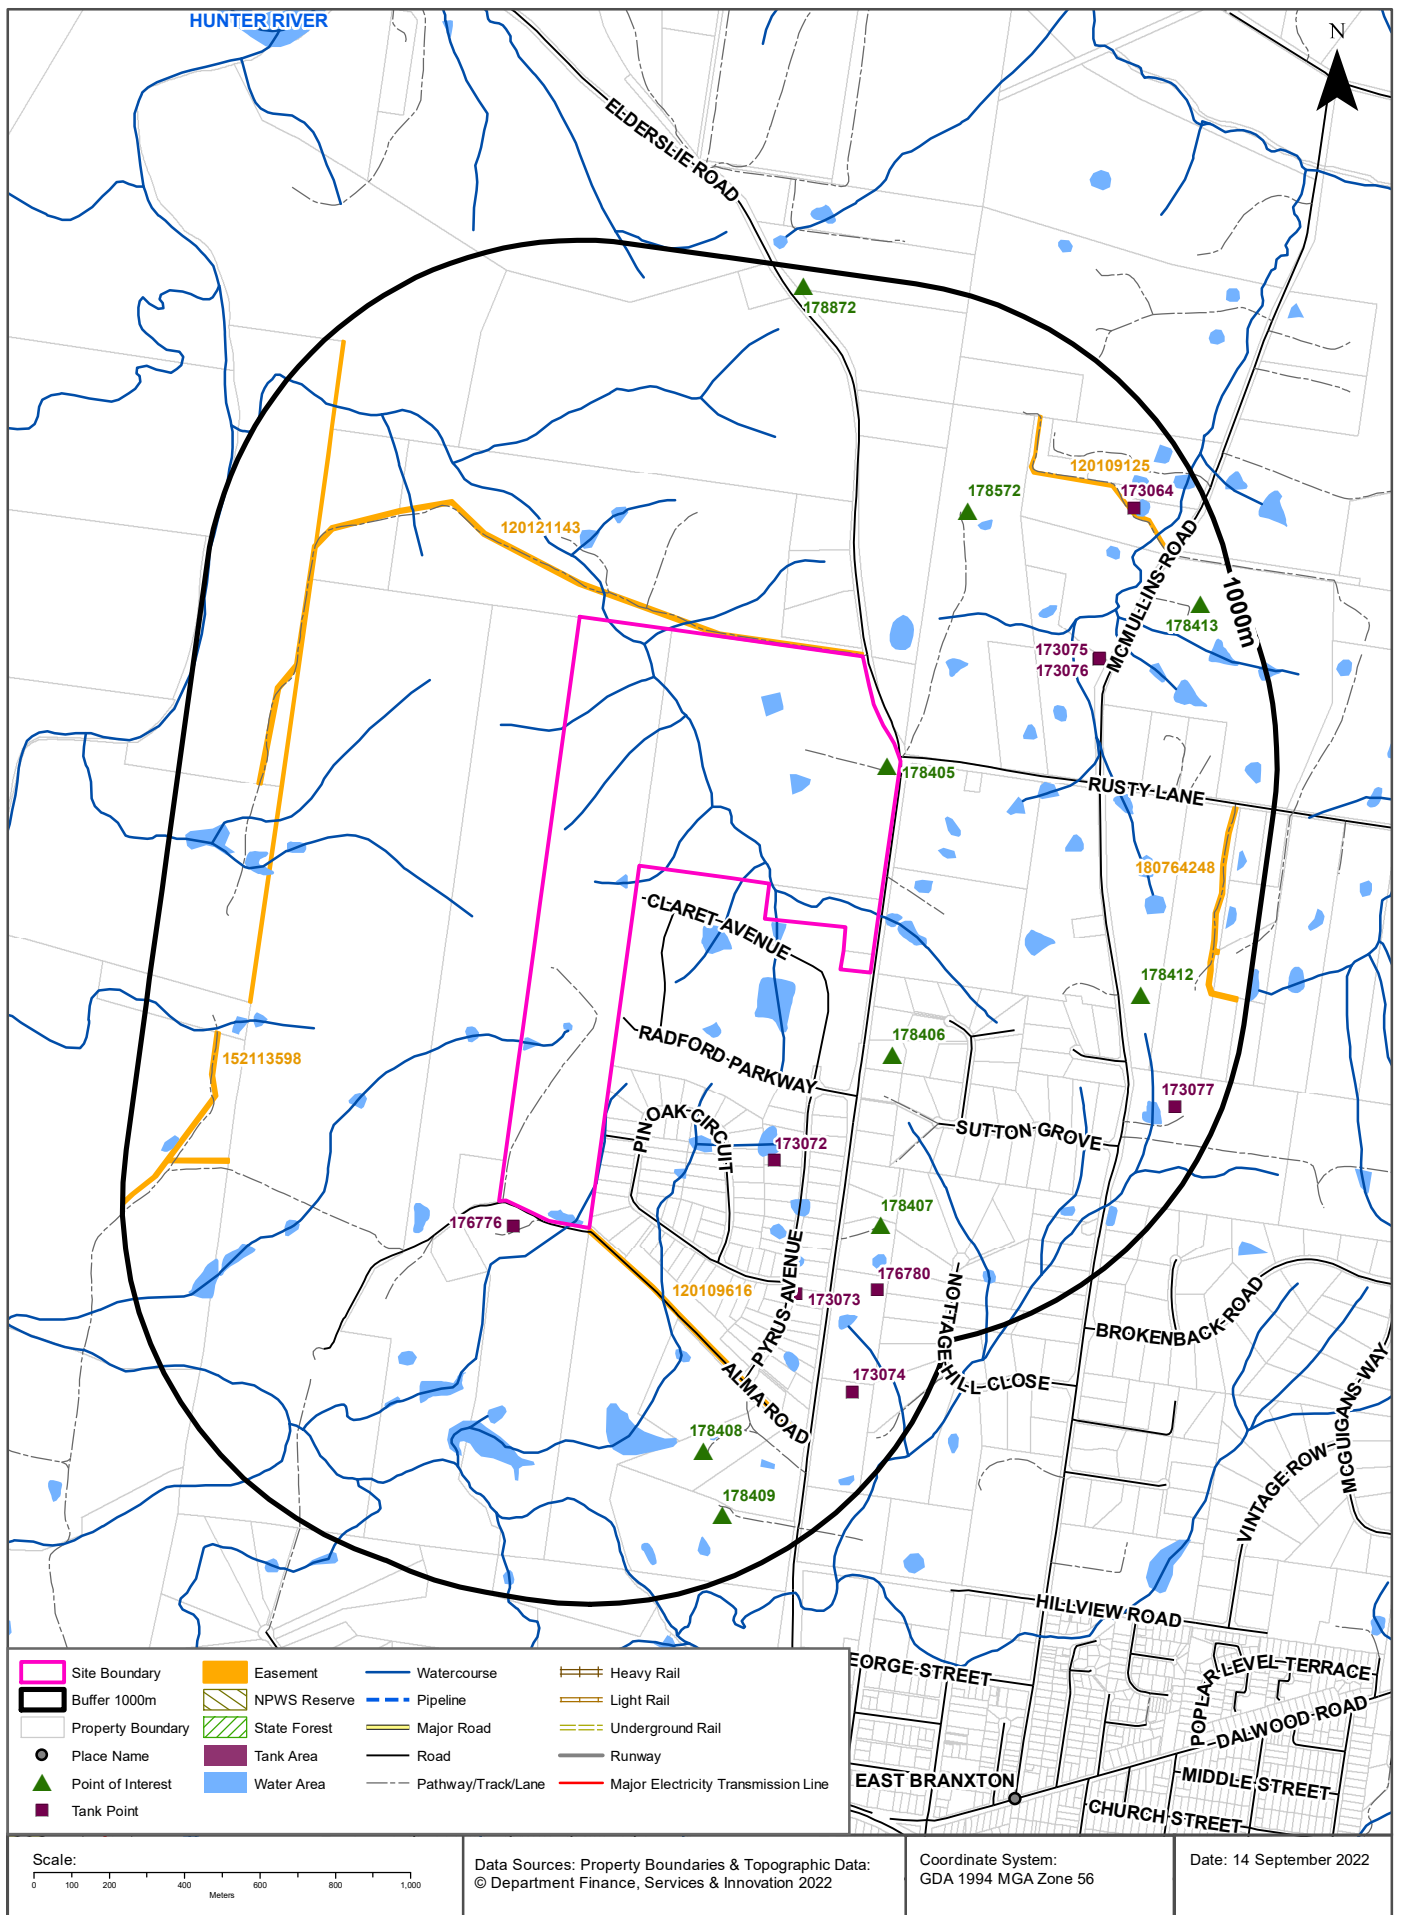 HUNTER RIVER
N
ELDERSLIE ROAD
178872
120109125
173064
178572
120121143
MCMULLINS ROAD
1000m
178413
173075
173076
178405
RUSTY LANE
180764248
CLARET AVENUE
178412
178406
RADFORD PARKWAY
152113598
173077
PIN OAK CIRCUIT
SUTTON GROVE
173072
178407
176776
176780
120109616
173073
PYRUS AVENUE
NOTTAGE HILL CLOSE
BROKENBACK ROAD
173074
ALMA ROAD
MCGUIGANS WAY
178408
VINTAGE ROW
178409
HILLVIEW ROAD
EORGE STREET
POPLAR LEVEL TERRACE
DALWOOD ROAD
EAST BRANXTON
MIDDLE STREET
CHURCH STREET
Site Boundary
Buffer 1000m
Property Boundary
Place Name
Point of Interest
Tank Point
Easement
NPWS Reserve
State Forest
Tank Area
Water Area
Watercourse
Pipeline
Major Road
Road
Pathway/Track/Lane
Heavy Rail
Light Rail
Underground Rail
Runway
Major Electricity Transmission Line
Scale:
0 100 200 400 600 800 1,000
Meters
Data Sources: Property Boundaries & Topographic Data:
© Department Finance, Services & Innovation 2022
Coordinate System:
GDA 1994 MGA Zone 56
Date: 14 September 2022